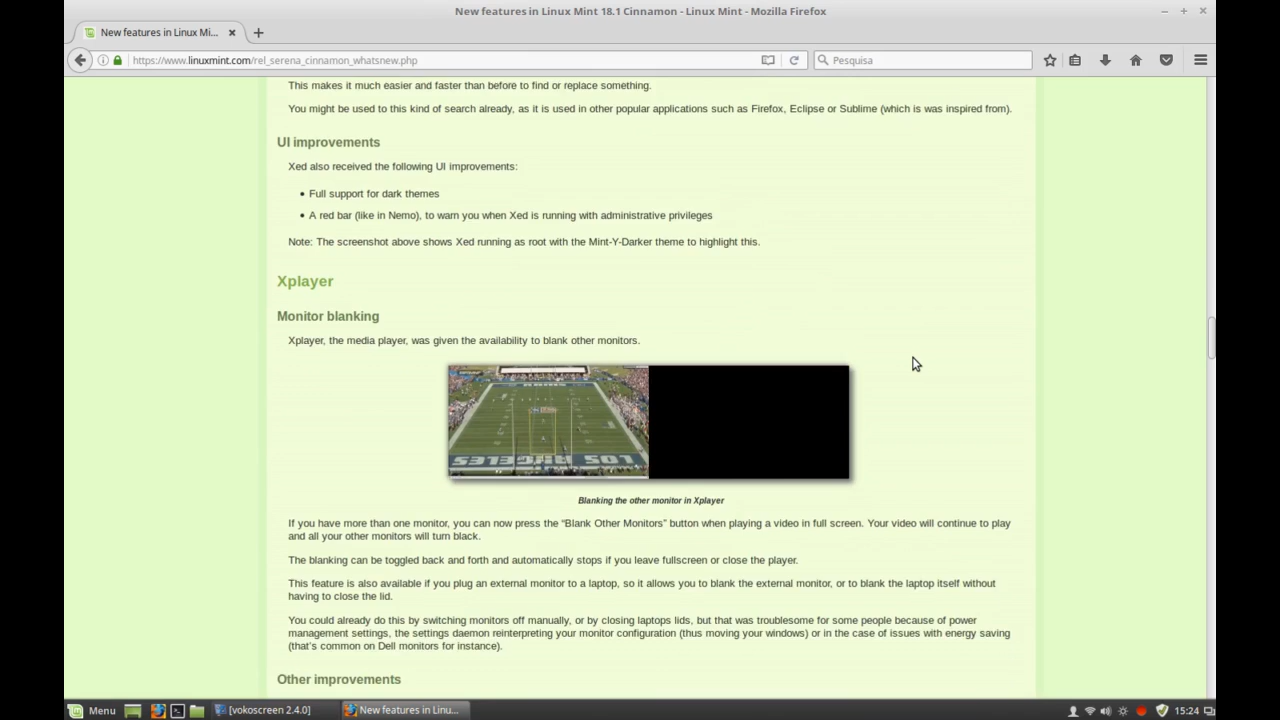 New features in Linux Mint 18.1 Cinnamon - Linux Mint - Mozilla Firefox
New features in Linux Mi...
https://www.linuxmint.com/rel_serena_cinnamon_whatsnew.php
Pesquisa
This makes it much easier and faster than before to find or replace something.
You might be used to this kind of search already, as it is used in other popular applications such as Firefox, Eclipse or Sublime (which is was inspired from).
UI improvements
Xed also received the following UI improvements:
• Full support for dark themes
• A red bar (like in Nemo), to warn you when Xed is running with administrative privileges
Note: The screenshot above shows Xed running as root with the Mint-Y-Darker theme to highlight this.
Xplayer
Monitor blanking
Xplayer, the media player, was given the availability to blank other monitors.
LOS ANGELES
Blanking the other monitor in Xplayer
If you have more than one monitor, you can now press the “Blank Other Monitors” button when playing a video in full screen. Your video will continue to play
and all your other monitors will turn black.
The blanking can be toggled back and forth and automatically stops if you leave fullscreen or close the player.
This feature is also available if you plug an external monitor to a laptop, so it allows you to blank the external monitor, or to blank the laptop itself without
having to close the lid.
You could already do this by switching monitors off manually, or by closing laptops lids, but that was troublesome for some people because of power
management settings, the settings daemon reinterpreting your monitor configuration (thus moving your windows) or in the case of issues with energy saving
(that’s common on Dell monitors for instance).
Other improvements
Menu
[vokoscreen 2.4.0]
New features in Linu...
15:24